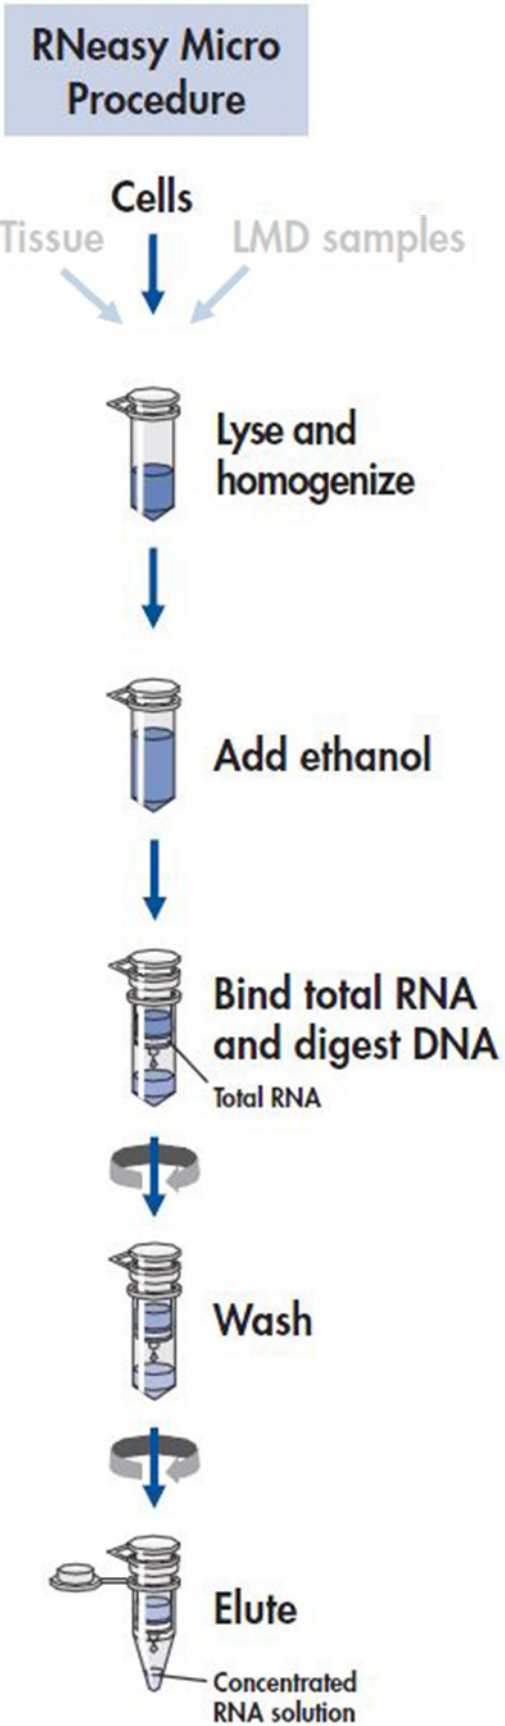 RNeasy Micro
Procedure
Cells
Tissue
LMD samples
Lyse and
homogenize
Add ethanol
Bind total RNA
and digest DNA
Total RNA
Wash
Elute
Concentrated
RNA solution